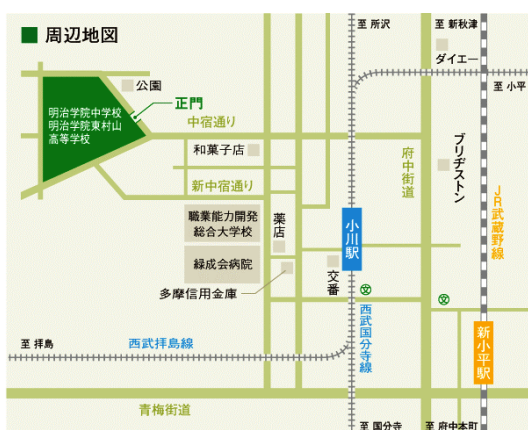 周辺地図
至 所沢
至 新秋津
ダイエー
至 小平
公園
正門
明治学院中学校
明治学院東村山
高等学校
中宿通り
和菓子店
府中街道
ブリヂストン
新中宿通り
JR武蔵野線
職業能力開発
総合大学校
薬店
小川駅
緑成会病院
交番
多摩信用金庫
文
文
西武国分寺線
新小平駅
至 拝島
西武拝島線
青梅街道
至 国分寺
至 府中本町